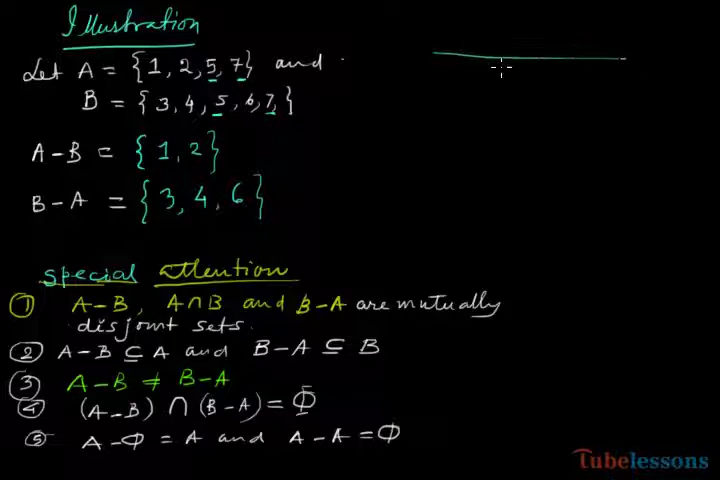 Illustration
Let A = {1, 2, 5, 7} and
B = {3, 4, 5, 6, 7, }
A - B = {1, 2}
B - A = {3, 4, 6}
special attention
① A - B, A ∩ B and B - A are mutually
disjoint sets.
② A - B ⊆ A and B - A ⊆ B
③ A - B ≠ B - A
④ (A - B) ∩ (B - A) = Φ
⑤ A - Φ = A and A - A = Φ
Tubelessons